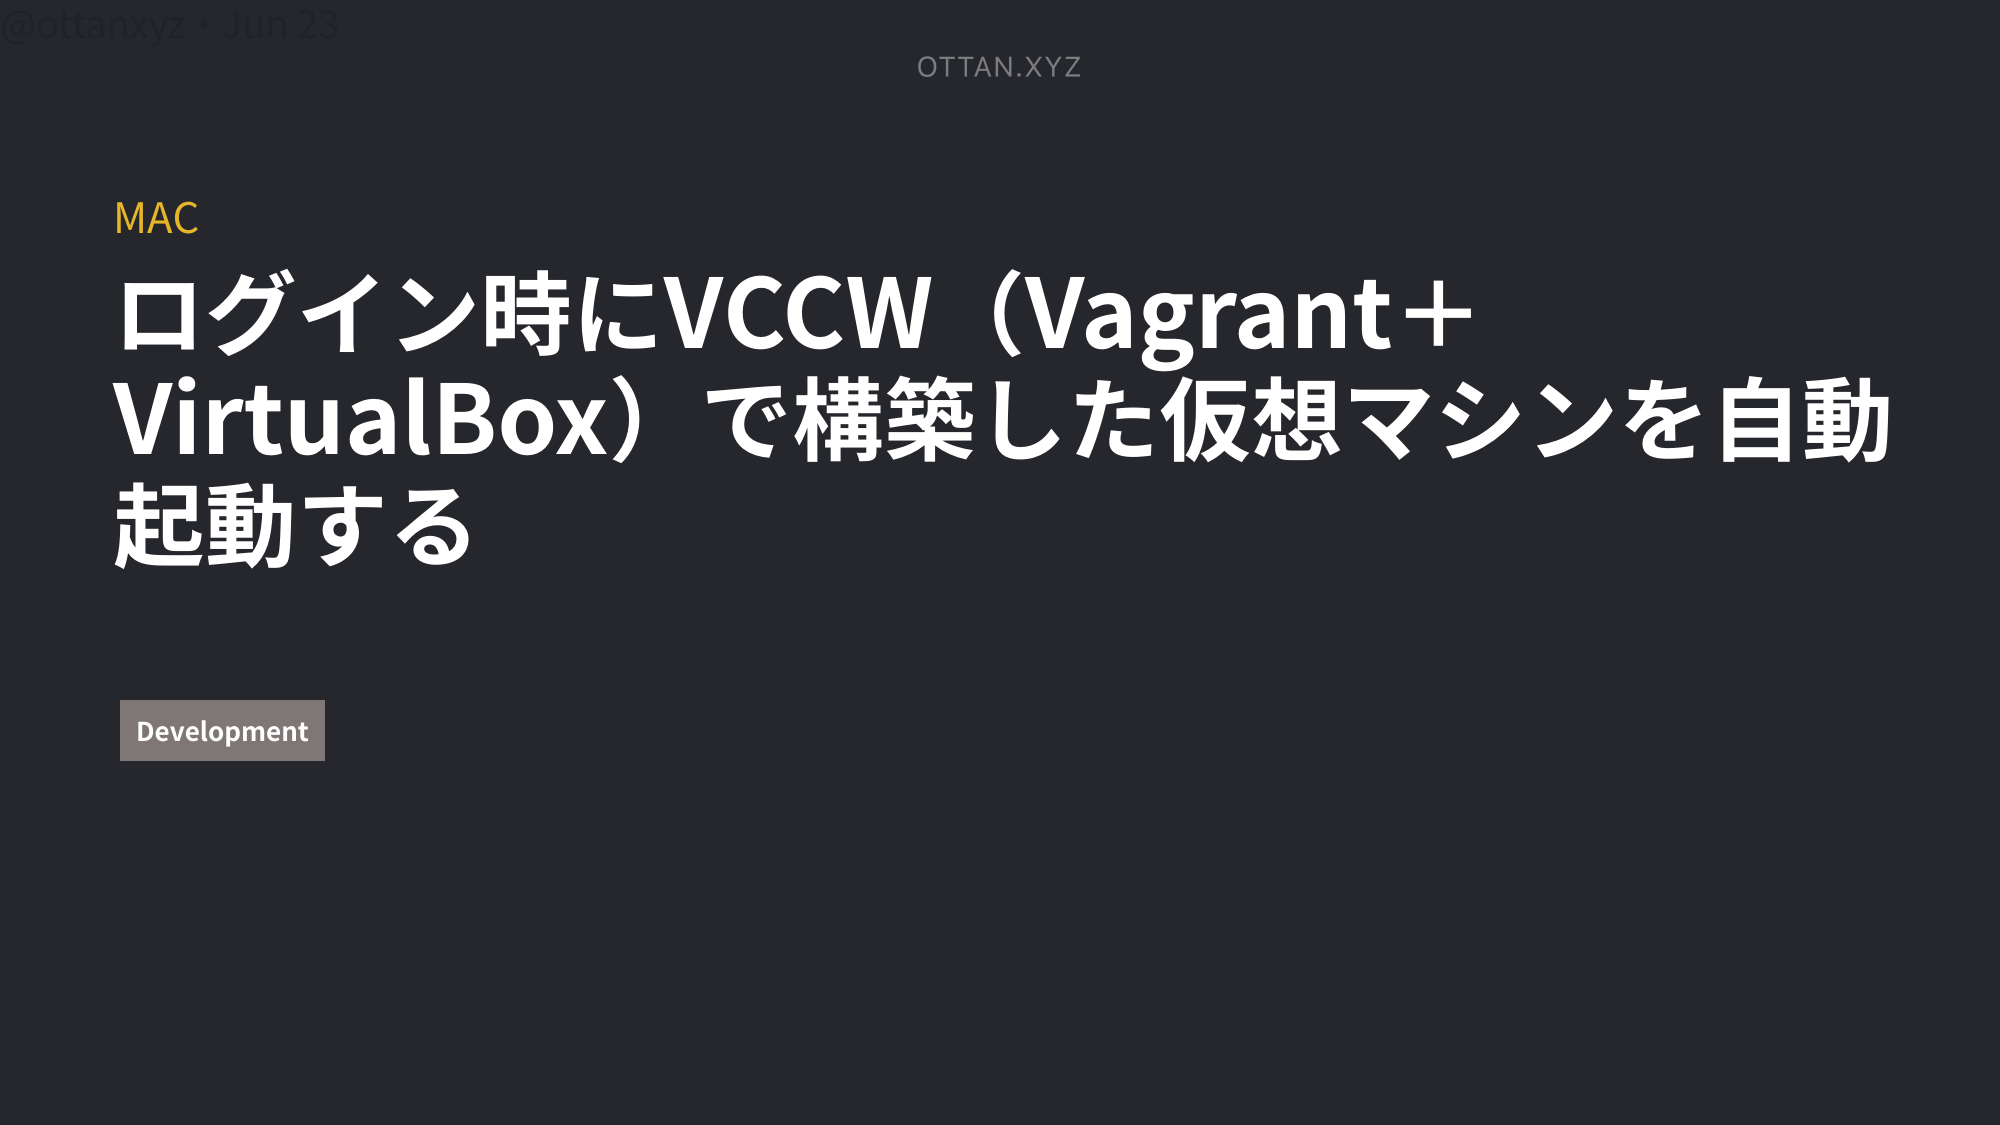 @ottanxyz・Jun 23
OTTAN.XYZ
MAC
ログイン時にVCCW（Vagrant＋
VirtualBox）で構築した仮想マシンを自動
起動する
Development